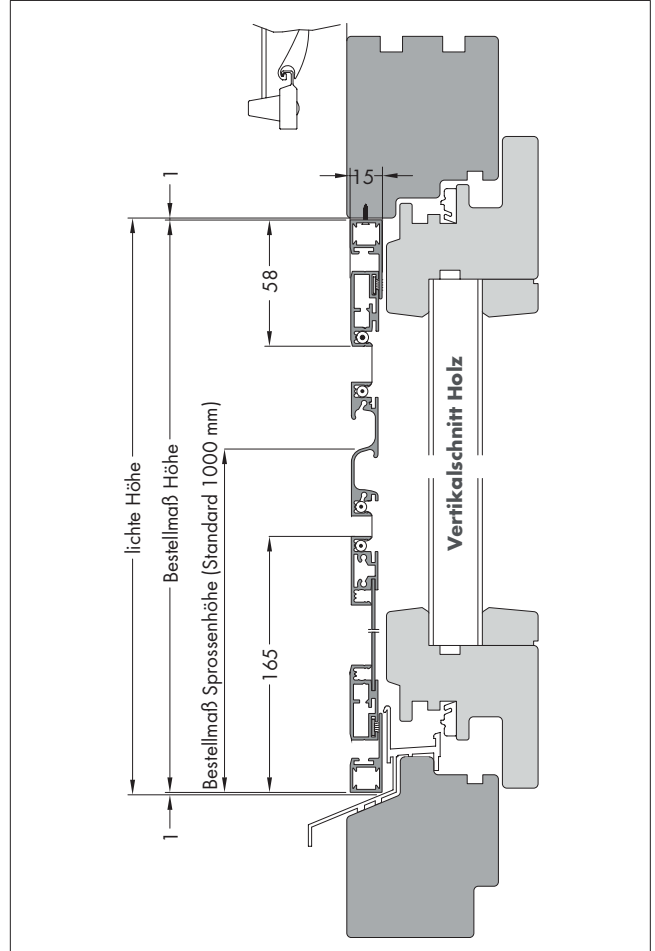 1
15
58
lichte Höhe
Bestellmaß Höhe
Bestellmaß Sprossenhöhe (Standard 1000 mm)
Vertikalschnitt Holz
165
1